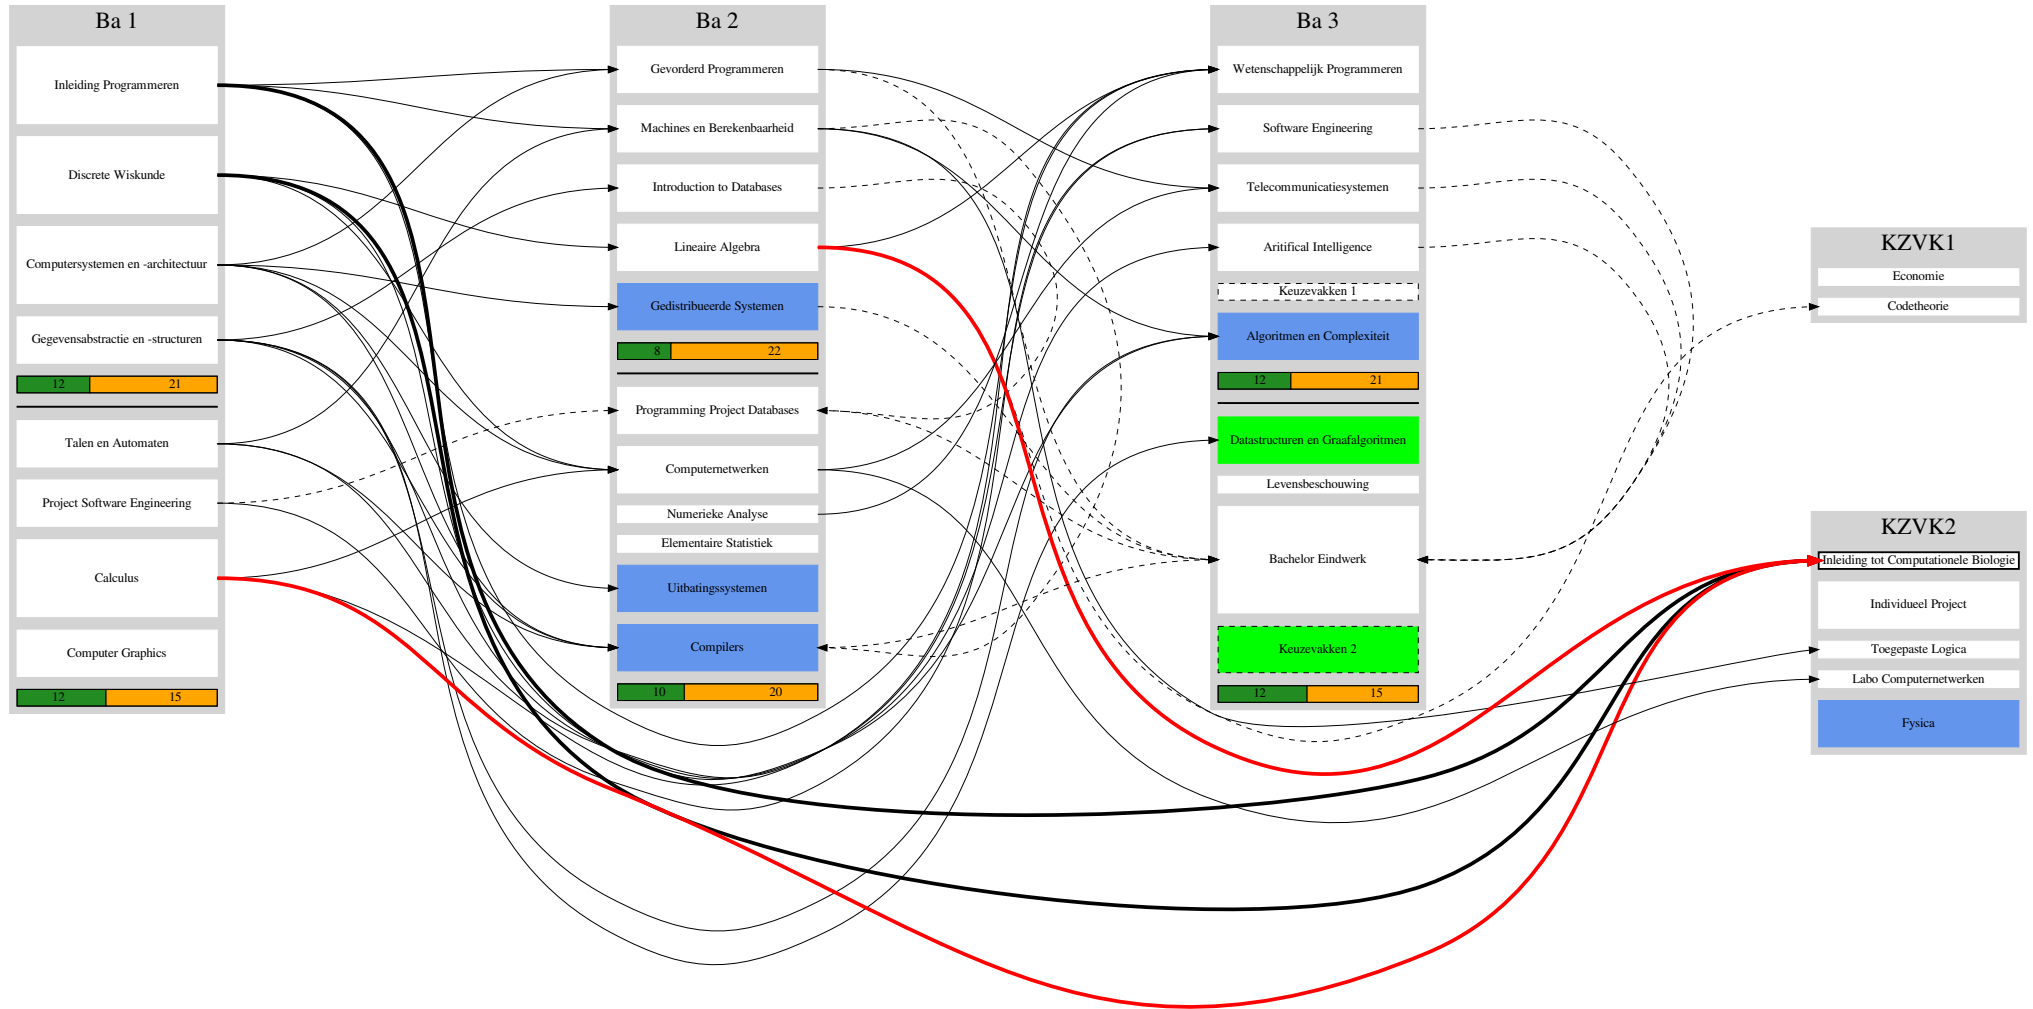 Ba 1
Inleiding Programmeren
Discrete Wiskunde
Computersystemen en -architectuur
Gegevensabstractie en -structuren
12 21
Talen en Automaten
Project Software Engineering
Calculus
Computer Graphics
12 15
Ba 2
Gevorderd Programmeren
Machines en Berekenbaarheid
Introduction to Databases
Lineaire Algebra
Gedistribueerde Systemen
8 22
Programming Project Databases
Computernetwerken
Numerieke Analyse
Elementaire Statistiek
Uitbatingssystemen
Compilers
10 20
Ba 3
Wetenschappelijk Programmeren
Software Engineering
Telecommunicatiesystemen
Aritifical Intelligence
Keuzevakken 1
Algoritmen en Complexiteit
12 21
Datastructuren en Graafalgoritmen
Levensbeschouwing
Bachelor Eindwerk
Keuzevakken 2
12 15
KZVK1
Economie
Codetheorie
KZVK2
Inleiding tot Computationele Biologie
Individueel Project
Toegepaste Logica
Labo Computernetwerken
Fysica